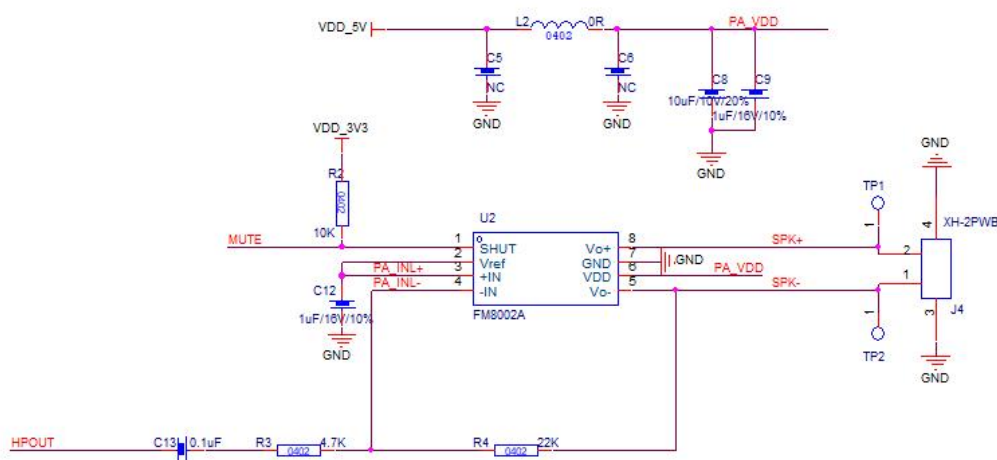 VDD_5V
L2
0R
0402
PA_VDD
C5
NC
GND
C6
NC
GND
C8
10uF/10V/20%
C9
1uF/16V/10%
GND
VDD_3V3
R2
0402
10K
MUTE
U2
1
SHUT
2
Vref
PA_INL+
3
+IN
PA_INL-
4
-IN
Vo+
8
GND
7
VDD
6
Vo-
5
FM8002A
GND
PA_VDD
SPK+
SPK-
C12
1uF/16V/10%
GND
TP1
1
GND
XH-2PWB
4
2
1
3
J4
1
TP2
GND
HPOUT
C13
0.1uF
R3
4.7K
0402
R4
22K
0402